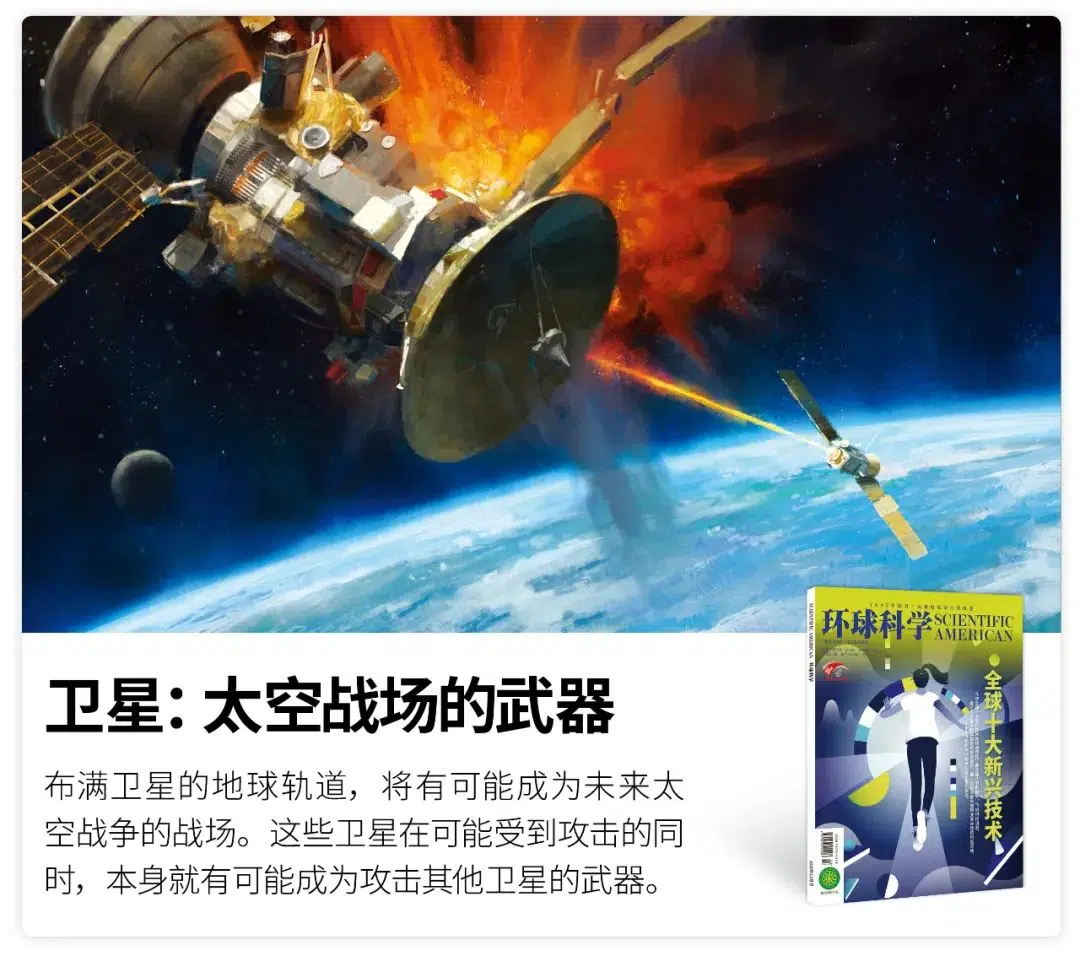 环球科学 SCIENTIFIC
AMERICAN
全球十大新兴技术
卫星：太空战场的武器
布满卫星的地球轨道，将有可能成为未来太
空战争的战场。这些卫星在可能受到攻击的同
时，本身就有可能成为攻击其他卫星的武器。